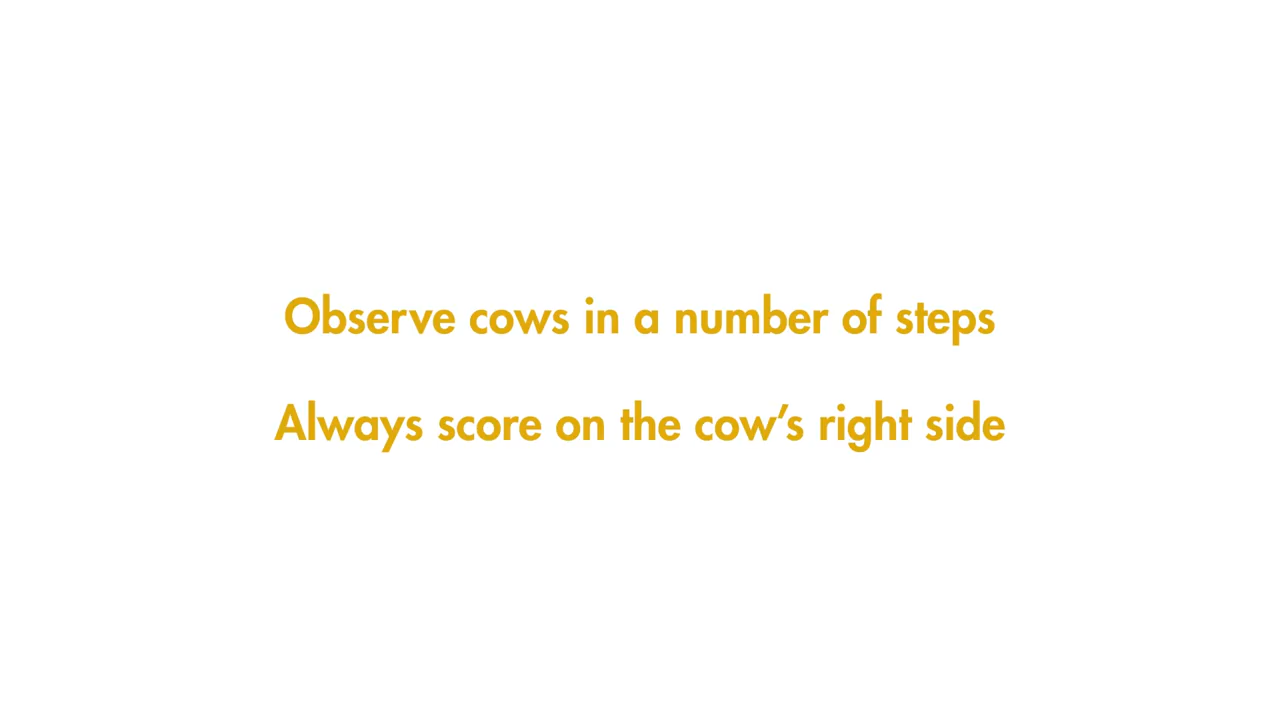 Observe cows in a number of steps
Always score on the cow’s right side